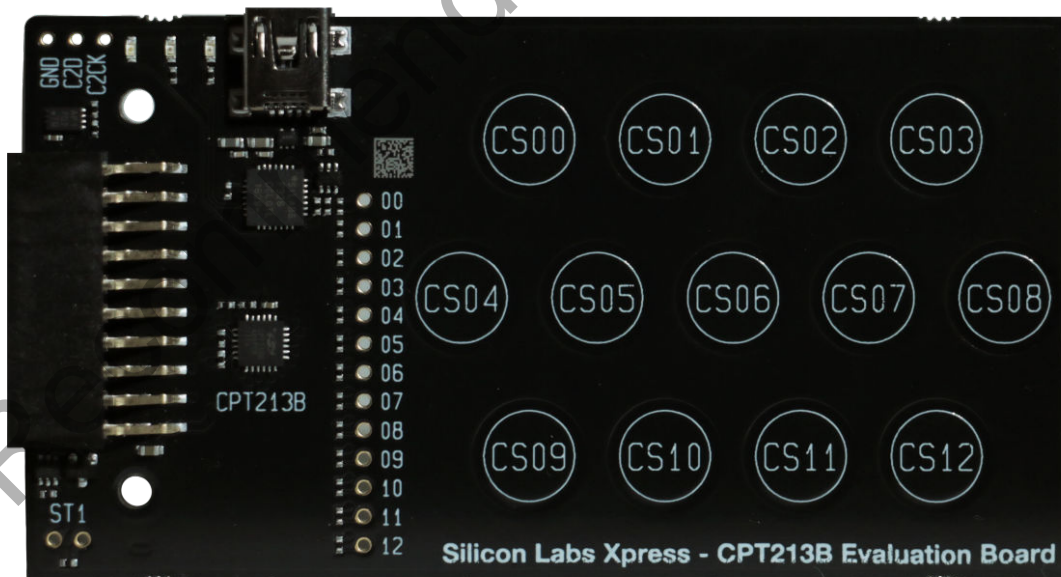 GND
C2D
C2CK
00
01
02
03
04
05
06
07
08
09
10
11
12
CPT213B
ST1
CS00 CS01 CS02 CS03
CS04 CS05 CS06 CS07 CS08
CS09 CS10 CS11 CS12
Silicon Labs Xpress - CPT213B Evaluation Board